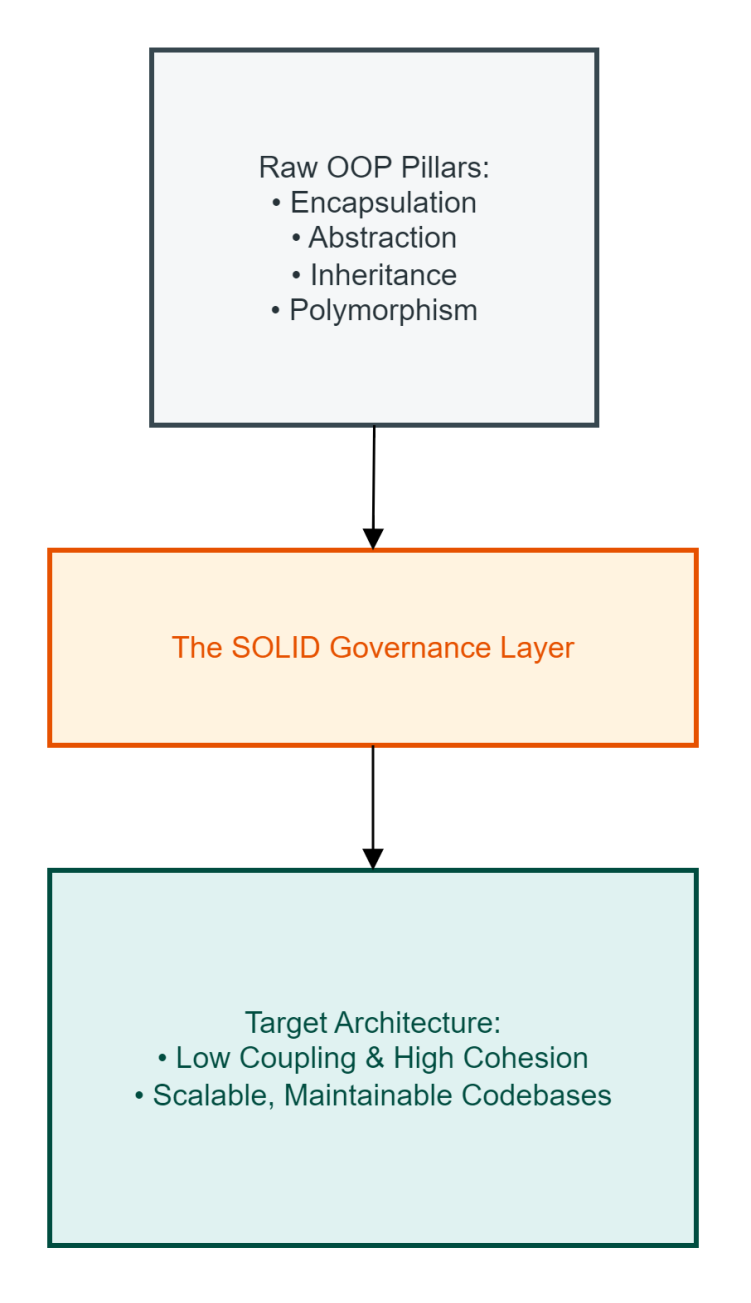 Raw OOP Pillars:
• Encapsulation
• Abstraction
• Inheritance
• Polymorphism
The SOLID Governance Layer
Target Architecture:
• Low Coupling & High Cohesion
• Scalable, Maintainable Codebases